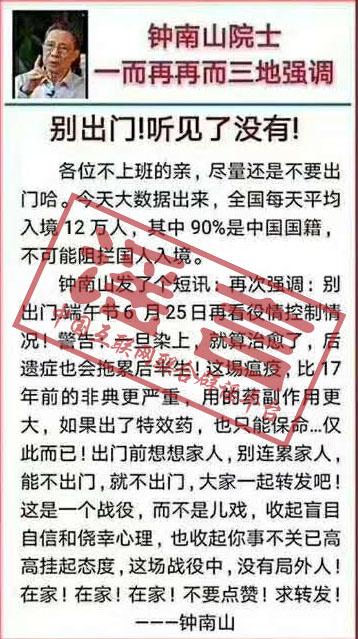 钟南山院士
一而再再而三地强调
别出门!听见了没有!
各位不上班的亲，尽量还是不要出
门哈。今天大数据出来，全国每天平均
入境12万人，其中90%是中国国籍，
不可能阻拦国人入境。
钟南山发了个短讯：再次强调：别
出门!端午节6月25日再看役情控制情
况！警告：一旦染上，就算治愈了，后
遗症也会拖累后半生！这場瘟疫，比17
年前的非典更严重，用的药副作用更
大，如果出了特效药，也只能保命…仅
此而已！出门前想想家人，别连累家人，
能不出门，就不出门，大家一起转发吧！
这是一个战役，而不是儿戏，收起盲目
自信和侥幸心理，也收起你事不关已高
高挂起态度，这场战役中，没有局外人！
在家！在家！在家！不要点赞！求转发！
———钟南山
谣言
中国互联网联合辟谣平台